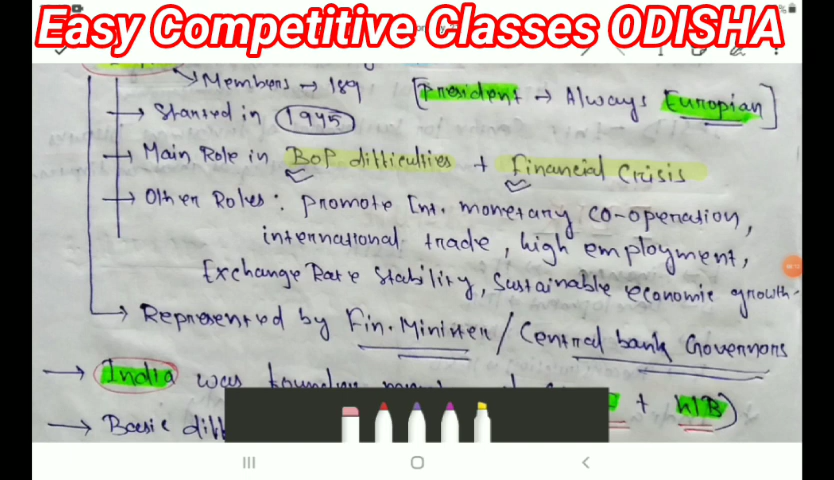 Easy Competitive Classes ODISHA
Members → 189 [President → Always Europian]
→ Started in 1945
→ Main Role in BOP difficulties + Financial Crisis
→ Other Roles: Promote Int. monetary co-operation,
international trade, high employment,
Exchange Rate Stability, Sustainable economic growth.
→ Represented by Fin. Minister / Central bank Governors
→ India was + WB)
→ Basic